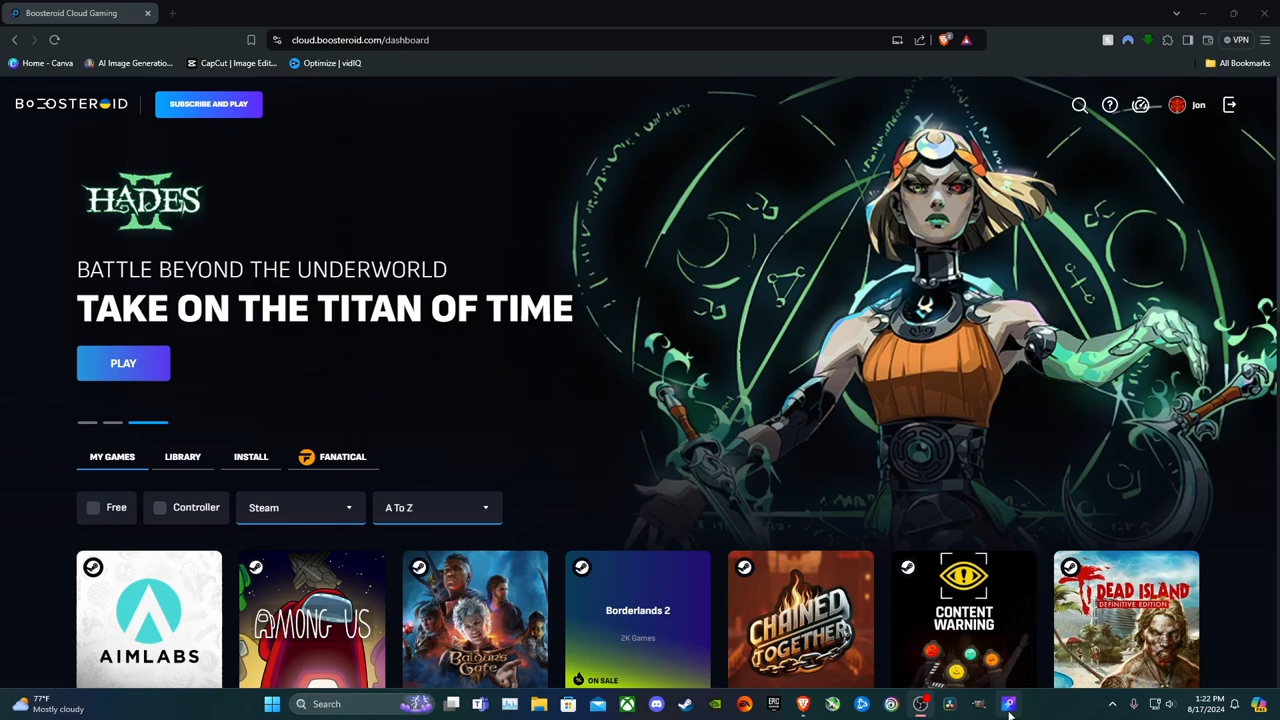 Boosteroid Cloud Gaming
cloud.boosteroid.com/dashboard
VPN
Home - Canva
AI Image Generatio...
CapCut | Image Edit...
Optimize | vidIQ
All Bookmarks
BOOSTEROID
SUBSCRIBE AND PLAY
Jon
HADES
II
BATTLE BEYOND THE UNDERWORLD
TAKE ON THE TITAN OF TIME
PLAY
MY GAMES
LIBRARY
INSTALL
FANATICAL
Free
Controller
Steam
A To Z
AIMLABS
AMONG US
BALDUR'S GATE
Borderlands 2
2K Games
ON SALE
CHAINED TOGETHER
CONTENT
WARNING
DEAD ISLAND
DEFINITIVE EDITION
77°F
Mostly cloudy
Search
1:22 PM
8/17/2024